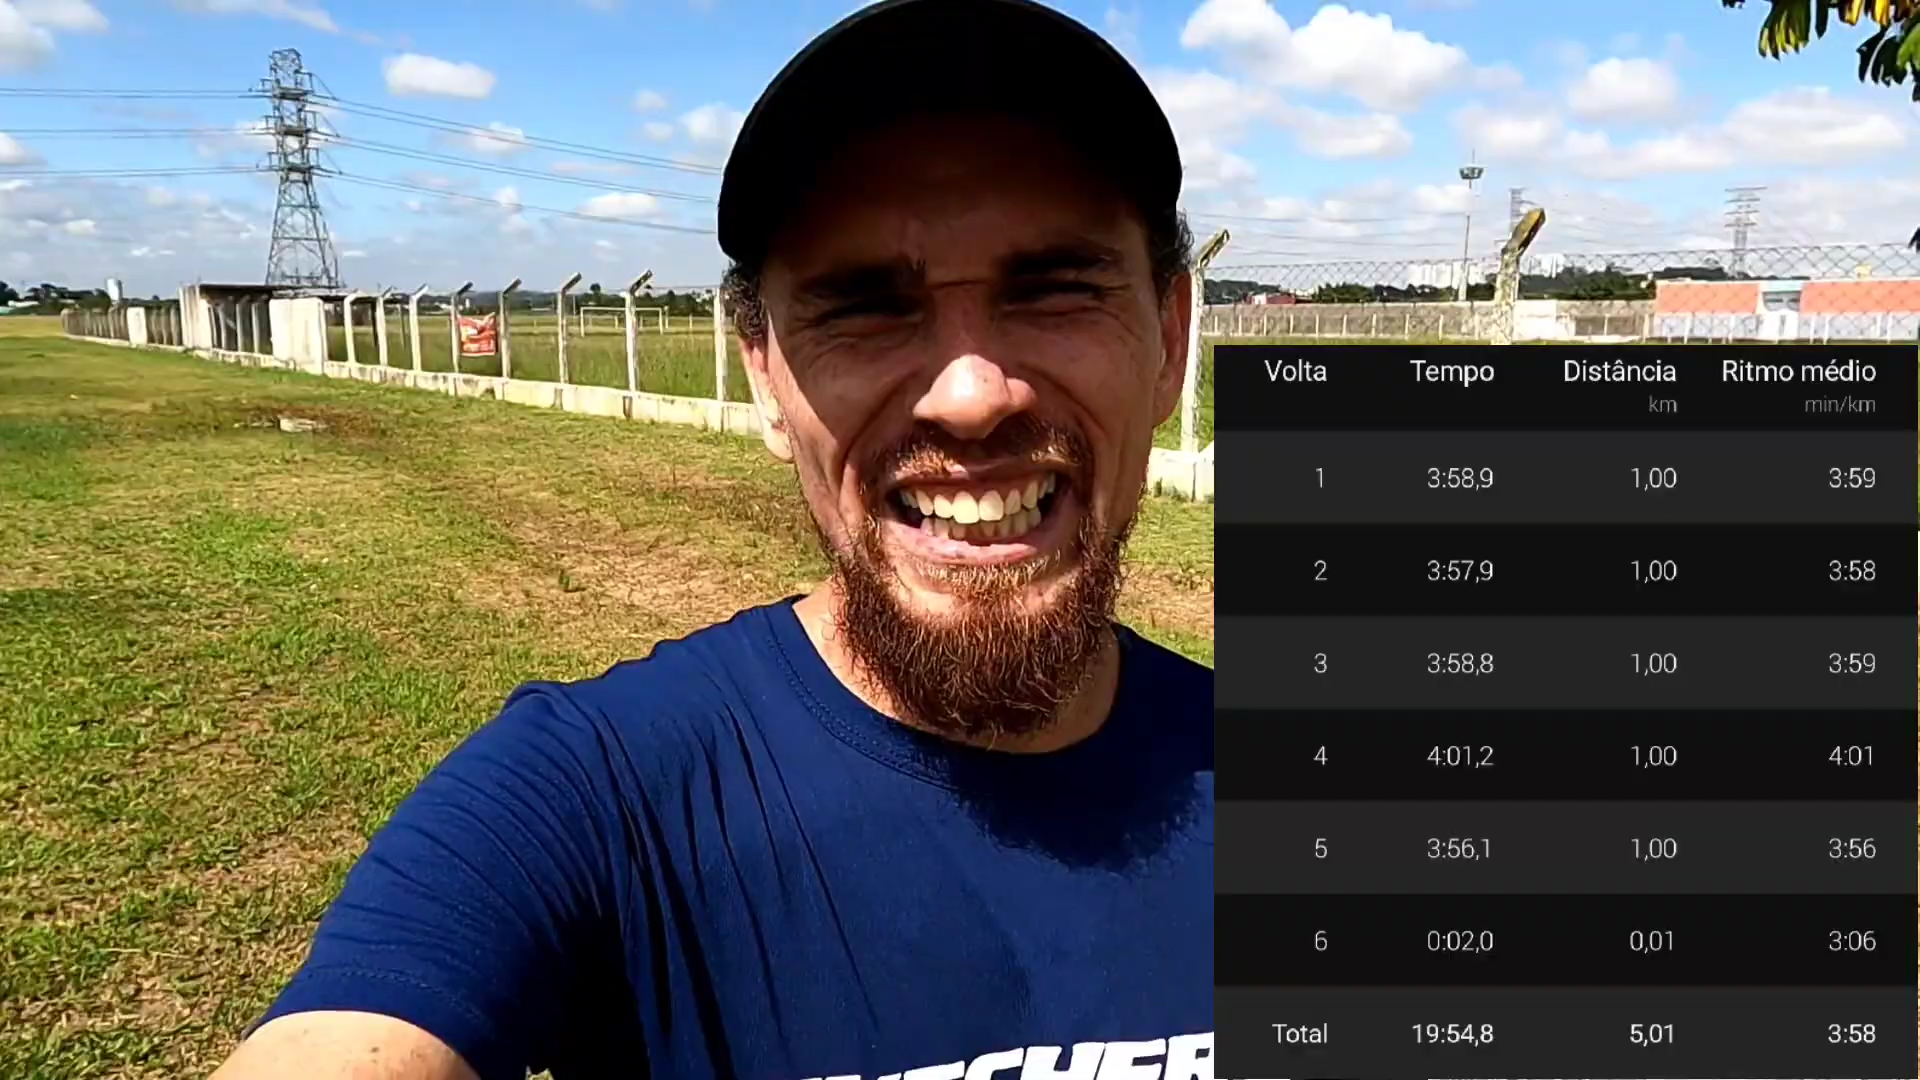 Volta Tempo Distância Ritmo médio
km min/km
1 3:58,9 1,00 3:59
2 3:57,9 1,00 3:58
3 3:58,8 1,00 3:59
4 4:01,2 1,00 4:01
5 3:56,1 1,00 3:56
6 0:02,0 0,01 3:06
Total 19:54,8 5,01 3:58